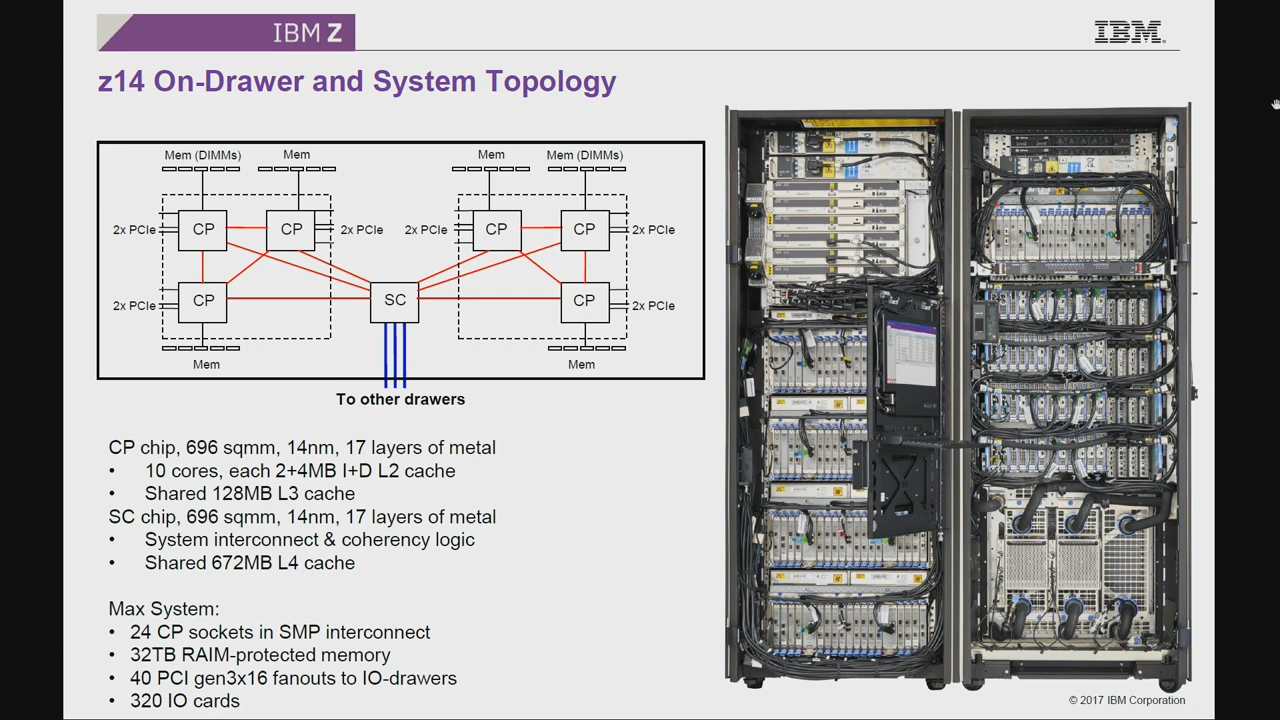 IBM Z
IBM
z14 On-Drawer and System Topology
Mem (DIMMs) Mem Mem Mem (DIMMs)
2x PCIe CP CP 2x PCIe 2x PCIe CP CP 2x PCIe
2x PCIe CP SC CP 2x PCIe
Mem Mem
To other drawers
CP chip, 696 sqmm, 14nm, 17 layers of metal
• 10 cores, each 2+4MB I+D L2 cache
• Shared 128MB L3 cache
SC chip, 696 sqmm, 14nm, 17 layers of metal
• System interconnect & coherency logic
• Shared 672MB L4 cache
Max System:
• 24 CP sockets in SMP interconnect
• 32TB RAIM-protected memory
• 40 PCI gen3x16 fanouts to IO-drawers
• 320 IO cards
© 2017 IBM Corporation